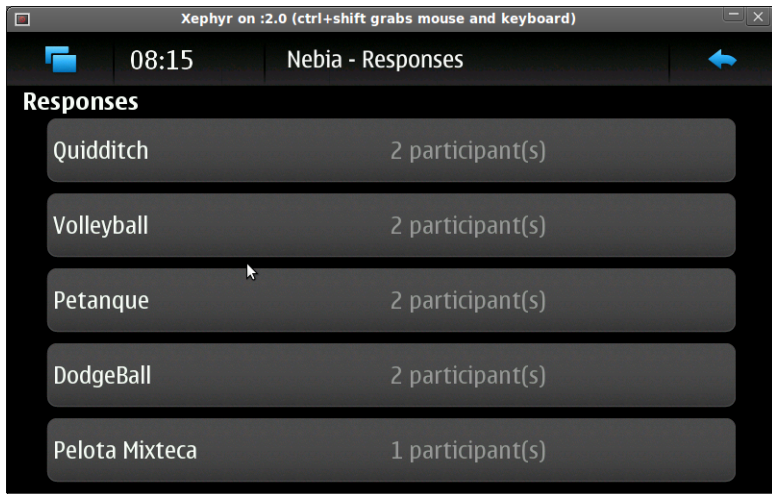 Xephyr on :2.0 (ctrl+shift grabs mouse and keyboard)
08:15 Nebia - Responses
Responses
Quidditch 2 participant(s)
Volleyball 2 participant(s)
Petanque 2 participant(s)
DodgeBall 2 participant(s)
Pelota Mixteca 1 participant(s)